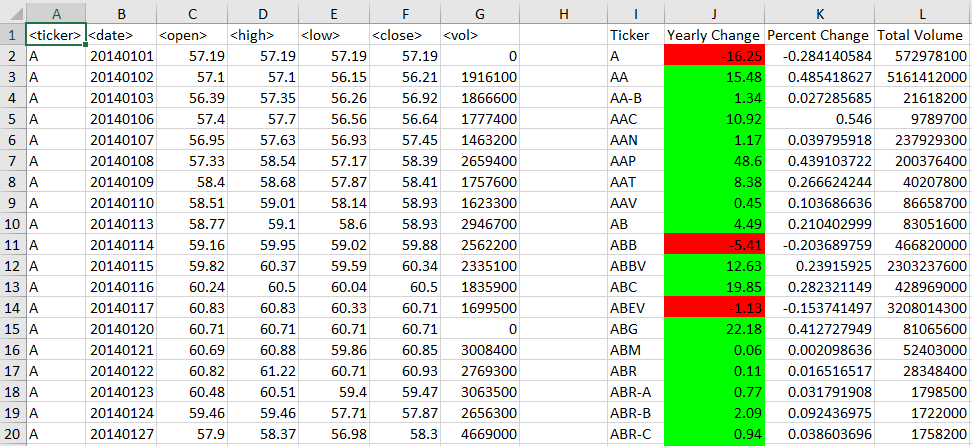 A B C D E F G H I J K L
1 <ticker> <date> <open> <high> <low> <close> <vol> Ticker Yearly Change Percent Change Total Volume
2 A 20140101 57.19 57.19 57.19 57.19 0 A -16.25 -0.284140584 572978100
3 A 20140102 57.1 57.1 56.15 56.21 1916100 AA 15.48 0.485418627 5161412000
4 A 20140103 56.39 57.35 56.26 56.92 1866600 AA-B 1.34 0.027285685 21618200
5 A 20140106 57.4 57.7 56.56 56.64 1777400 AAC 10.92 0.546 9789700
6 A 20140107 56.95 57.63 56.93 57.45 1463200 AAN 1.17 0.039795918 237929300
7 A 20140108 57.33 58.54 57.17 58.39 2659400 AAP 48.6 0.439103722 200376400
8 A 20140109 58.4 58.68 57.87 58.41 1757600 AAT 8.38 0.266624244 40207800
9 A 20140110 58.51 59.01 58.14 58.93 1623300 AAV 0.45 0.103686636 86658700
10 A 20140113 58.77 59.1 58.6 58.93 2946700 AB 4.49 0.210402999 83051600
11 A 20140114 59.16 59.95 59.02 59.88 2562200 ABB -5.41 -0.203689759 466820000
12 A 20140115 59.82 60.37 59.59 60.34 2335100 ABBV 12.63 0.23915925 2303237600
13 A 20140116 60.24 60.5 60.04 60.5 1835900 ABC 19.85 0.282321149 428969000
14 A 20140117 60.83 60.83 60.33 60.71 1699500 ABEV -1.13 -0.153741497 3208014300
15 A 20140120 60.71 60.71 60.71 60.71 0 ABG 22.18 0.412727949 81065600
16 A 20140121 60.69 60.88 59.86 60.85 3008400 ABM 0.06 0.002098636 52403000
17 A 20140122 60.82 61.22 60.71 60.93 2769300 ABR 0.11 0.016516517 28348400
18 A 20140123 60.48 60.51 59.4 59.47 3063500 ABR-A 0.77 0.031791908 1798500
19 A 20140124 59.46 59.46 57.71 57.87 2656300 ABR-B 2.09 0.092436975 1722000
20 A 20140127 57.9 58.37 56.98 58.3 4669000 ABR-C 0.94 0.038603696 1758200